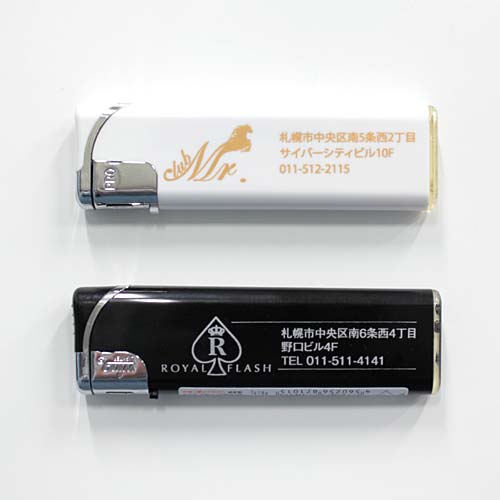 club
Mr.
札幌市中央区南5条西2丁目
サイバーシティビル10F
011-512-2115
PRO
R
ROYAL FLASH
札幌市中央区南6条西4丁目
野口ビル4F
TEL 011-511-4141